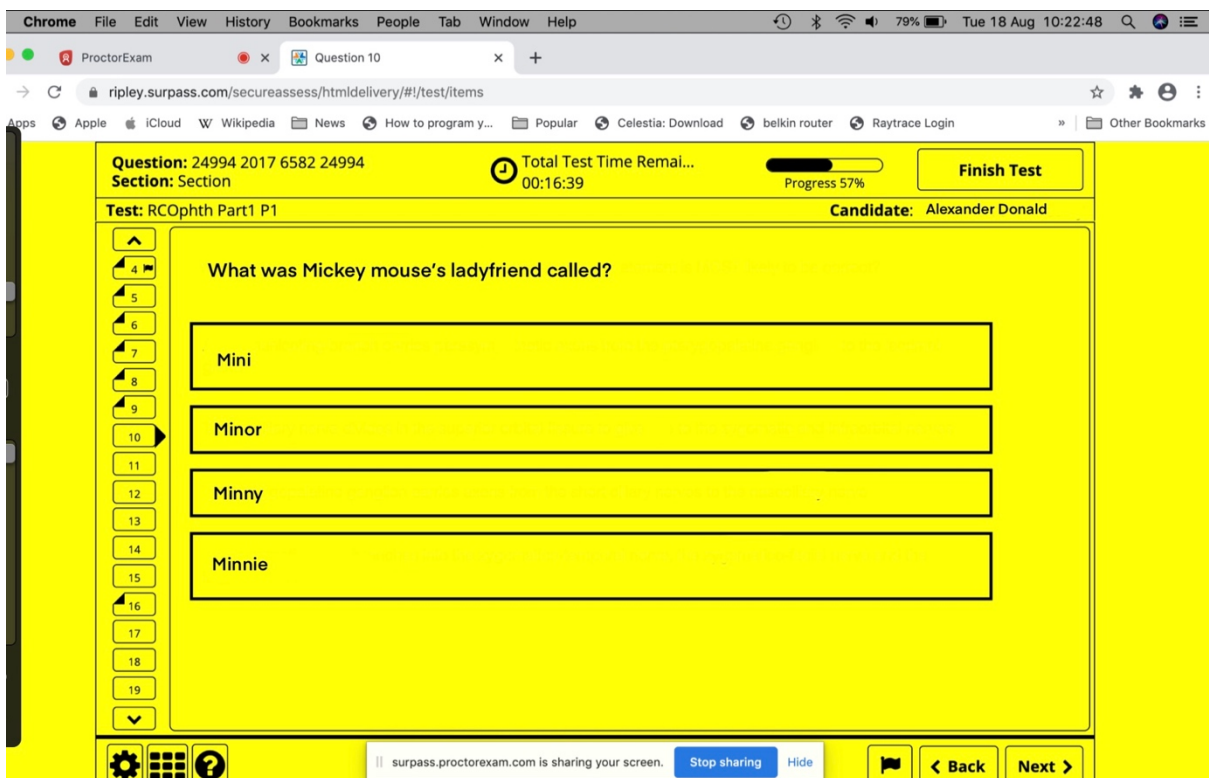 Chrome File Edit View History Bookmarks People Tab Window Help 79% Tue 18 Aug 10:22:48
ProctorExam Question 10
ripley.surpass.com/secureassess/htmldelivery/#!/test/items
Apps Apple iCloud Wikipedia News How to program y... Popular Celestia: Download belkin router Raytrace Login » Other Bookmarks
Question: 24994 2017 6582 24994
Section: Section
Total Test Time Remai...
00:16:39
Progress 57%
Finish Test
Test: RCOphth Part1 P1 Candidate: Alexander Donald
4
5
6
7
8
9
10
11
12
13
14
15
16
17
18
19
What was Mickey mouse's ladyfriend called?
Mini
Minor
Minny
Minnie
surpass.proctorexam.com is sharing your screen. Stop sharing Hide
Back Next